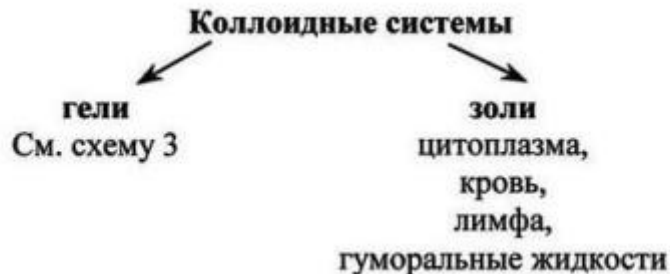 Коллоидные системы
гели
См. схему 3
золи
цитоплазма,
кровь,
лимфа,
гуморальные жидкости